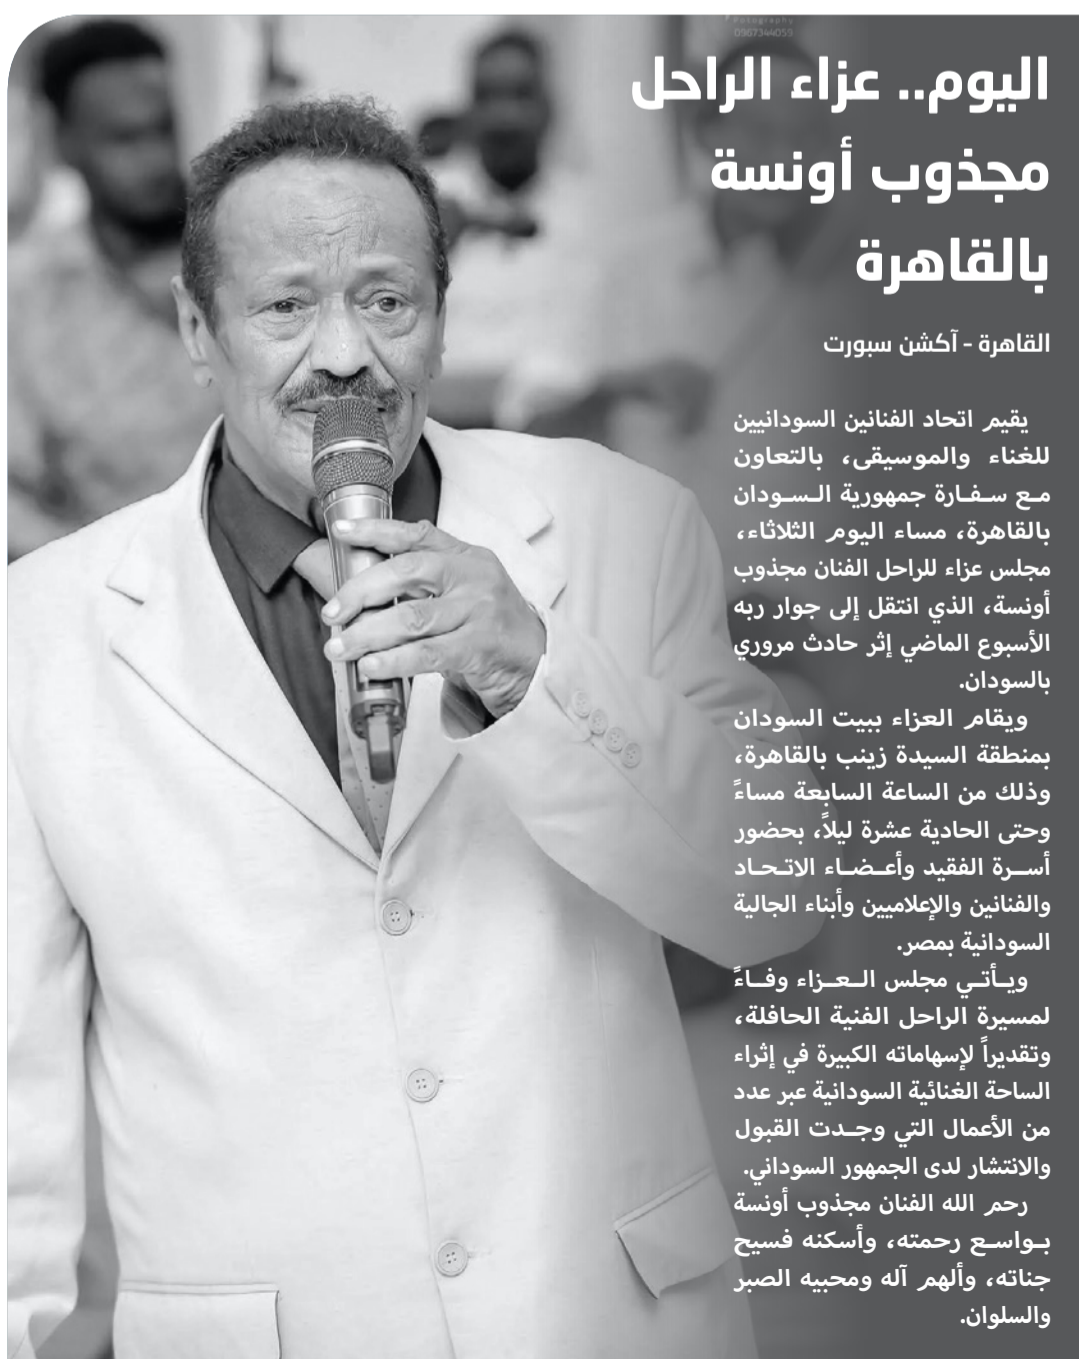 Potography
0967344059
اليوم.. عزاء الراحل
مجذوب أونسة
بالقاهرة
القاهرة - آكشن سبورت
يقيم اتحاد الفنانين السودانيين
للغناء والموسيقى، بالتعاون
مع سفارة جمهورية السودان
بالقاهرة، مساء اليوم الثلاثاء،
مجلس عزاء للراحل الفنان مجذوب
أونسة، الذي انتقل إلى جوار ربه
الأسبوع الماضي إثر حادث مروري
بالسودان.
ويقام العزاء ببيت السودان
بمنطقة السيدة زينب بالقاهرة،
وذلك من الساعة السابعة مساءً
وحتى الحادية عشرة ليلاً، بحضور
أسرة الفقيد وأعضاء الاتحاد
والفنانين والإعلاميين وأبناء الجالية
السودانية بمصر.
ويأتي مجلس العزاء وفاءً
لمسيرة الراحل الفنية الحافلة،
وتقديراً لإسهاماته الكبيرة في إثراء
الساحة الغنائية السودانية عبر عدد
من الأعمال التي وجدت القبول
والانتشار لدى الجمهور السوداني.
رحم الله الفنان مجذوب أونسة
بواسع رحمته، وأسكنه فسيح
جناته، وألهم آله ومحبيه الصبر
والسلوان.